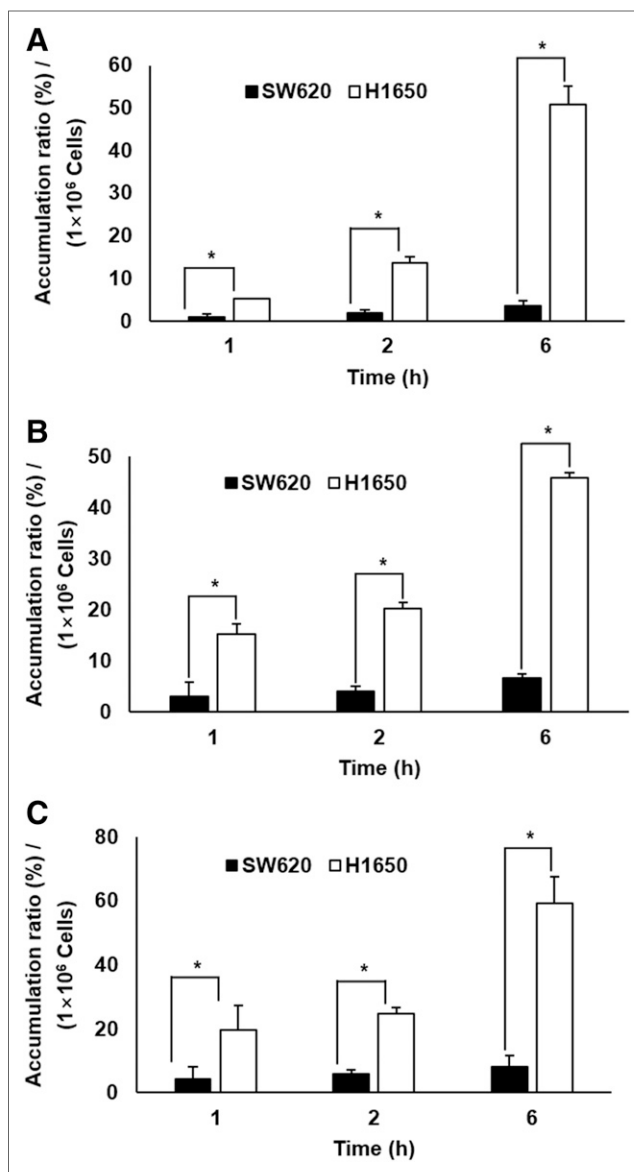 A
Accumulation ratio (%) /
(1×10⁶ Cells)
60
50
40
30
20
10
0
SW620 H1650
*
*
*
1 2 6
Time (h)
B
Accumulation ratio (%) /
(1×10⁶ Cells)
50
40
30
20
10
0
SW620 H1650
*
*
*
1 2 6
Time (h)
C
Accumulation ratio (%) /
(1×10⁶ Cells)
80
60
40
20
0
SW620 H1650
*
*
*
1 2 6
Time (h)